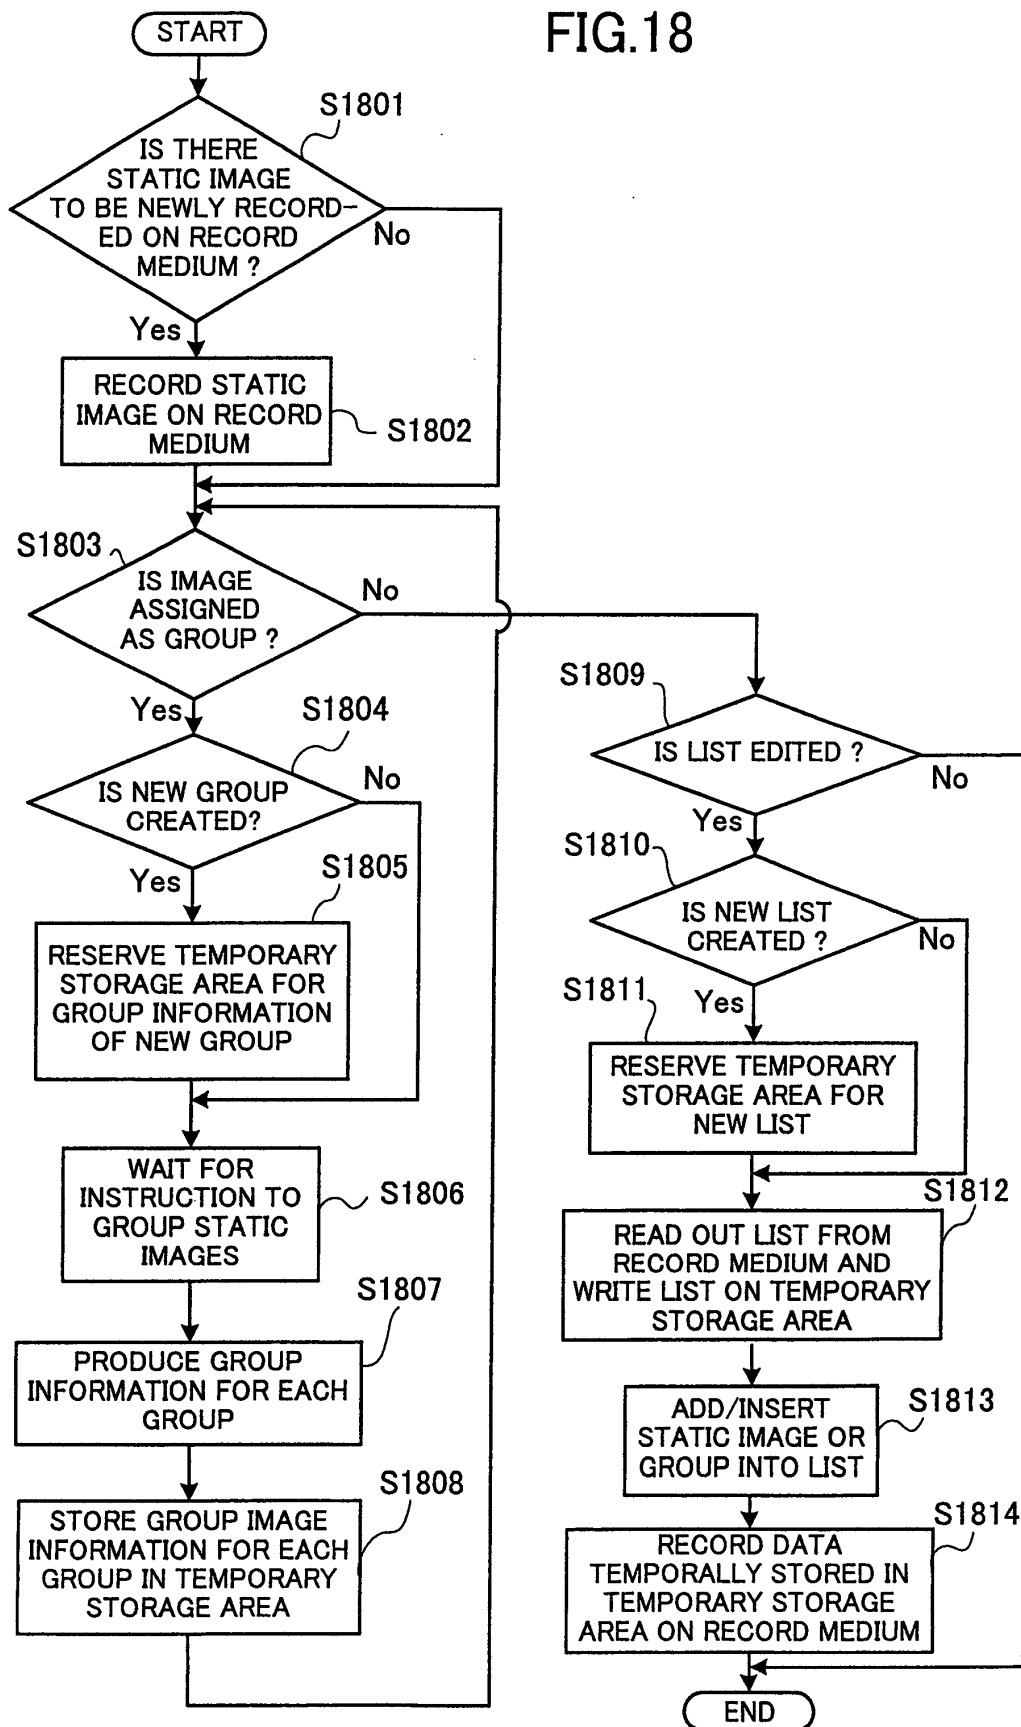 FIG.18
START
S1801
IS THERE
STATIC IMAGE
TO BE NEWLY RECORD-
ED ON RECORD
MEDIUM ?
No
Yes
RECORD STATIC
IMAGE ON RECORD
MEDIUM
S1802
S1803
IS IMAGE
ASSIGNED
AS GROUP ?
No
Yes
S1804
IS NEW GROUP
CREATED?
No
Yes
S1805
RESERVE TEMPORARY
STORAGE AREA FOR
GROUP INFORMATION
OF NEW GROUP
WAIT FOR
INSTRUCTION TO
GROUP STATIC
IMAGES
S1806
S1807
PRODUCE GROUP
INFORMATION FOR EACH
GROUP
S1808
STORE GROUP IMAGE
INFORMATION FOR EACH
GROUP IN TEMPORARY
STORAGE AREA
S1809
IS LIST EDITED ?
No
Yes
S1810
IS NEW LIST
CREATED ?
No
Yes
S1811
RESERVE TEMPORARY
STORAGE AREA FOR
NEW LIST
S1812
READ OUT LIST FROM
RECORD MEDIUM AND
WRITE LIST ON TEMPORARY
STORAGE AREA
ADD/INSERT
STATIC IMAGE OR
GROUP INTO LIST
S1813
S1814
RECORD DATA
TEMPORALLY STORED IN
TEMPORARY STORAGE
AREA ON RECORD MEDIUM
END